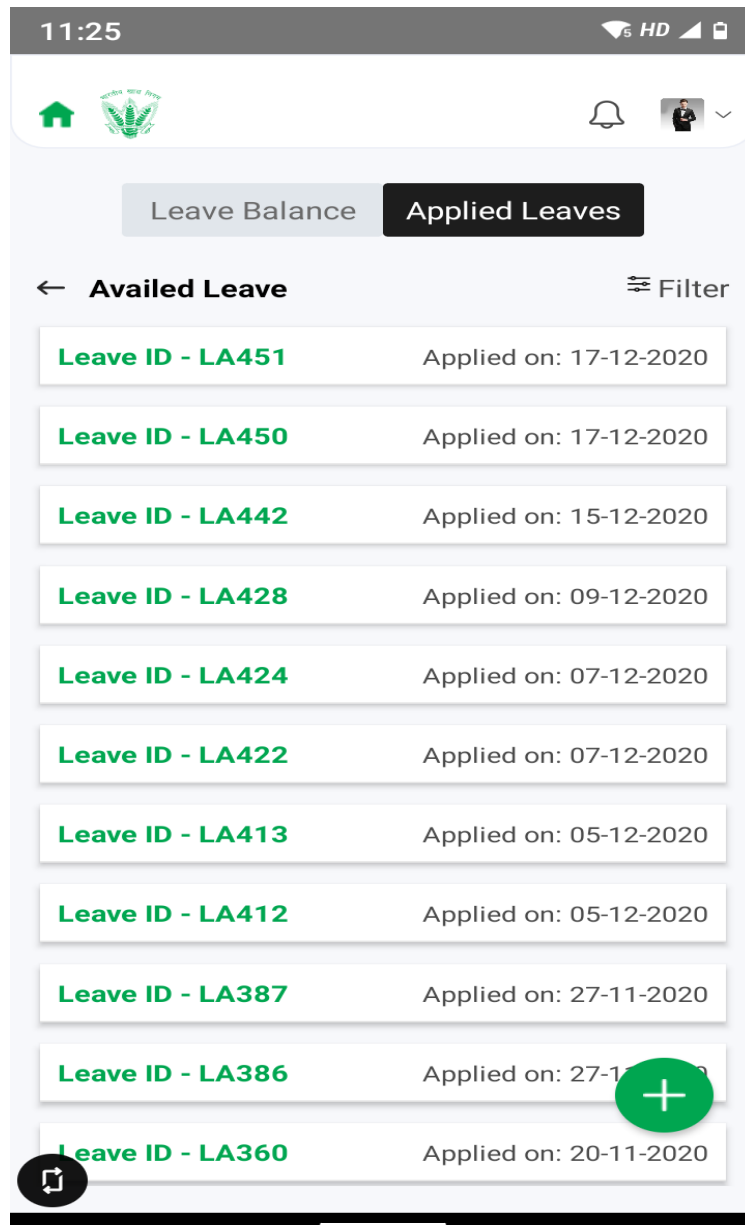 11:25 5 HD
भारतीय खाद्य निगम
Leave Balance Applied Leaves
← Availed Leave Filter
Leave ID - LA451 Applied on: 17-12-2020
Leave ID - LA450 Applied on: 17-12-2020
Leave ID - LA442 Applied on: 15-12-2020
Leave ID - LA428 Applied on: 09-12-2020
Leave ID - LA424 Applied on: 07-12-2020
Leave ID - LA422 Applied on: 07-12-2020
Leave ID - LA413 Applied on: 05-12-2020
Leave ID - LA412 Applied on: 05-12-2020
Leave ID - LA387 Applied on: 27-11-2020
Leave ID - LA386 Applied on:
Leave ID - LA360 Applied on: 20-11-2020